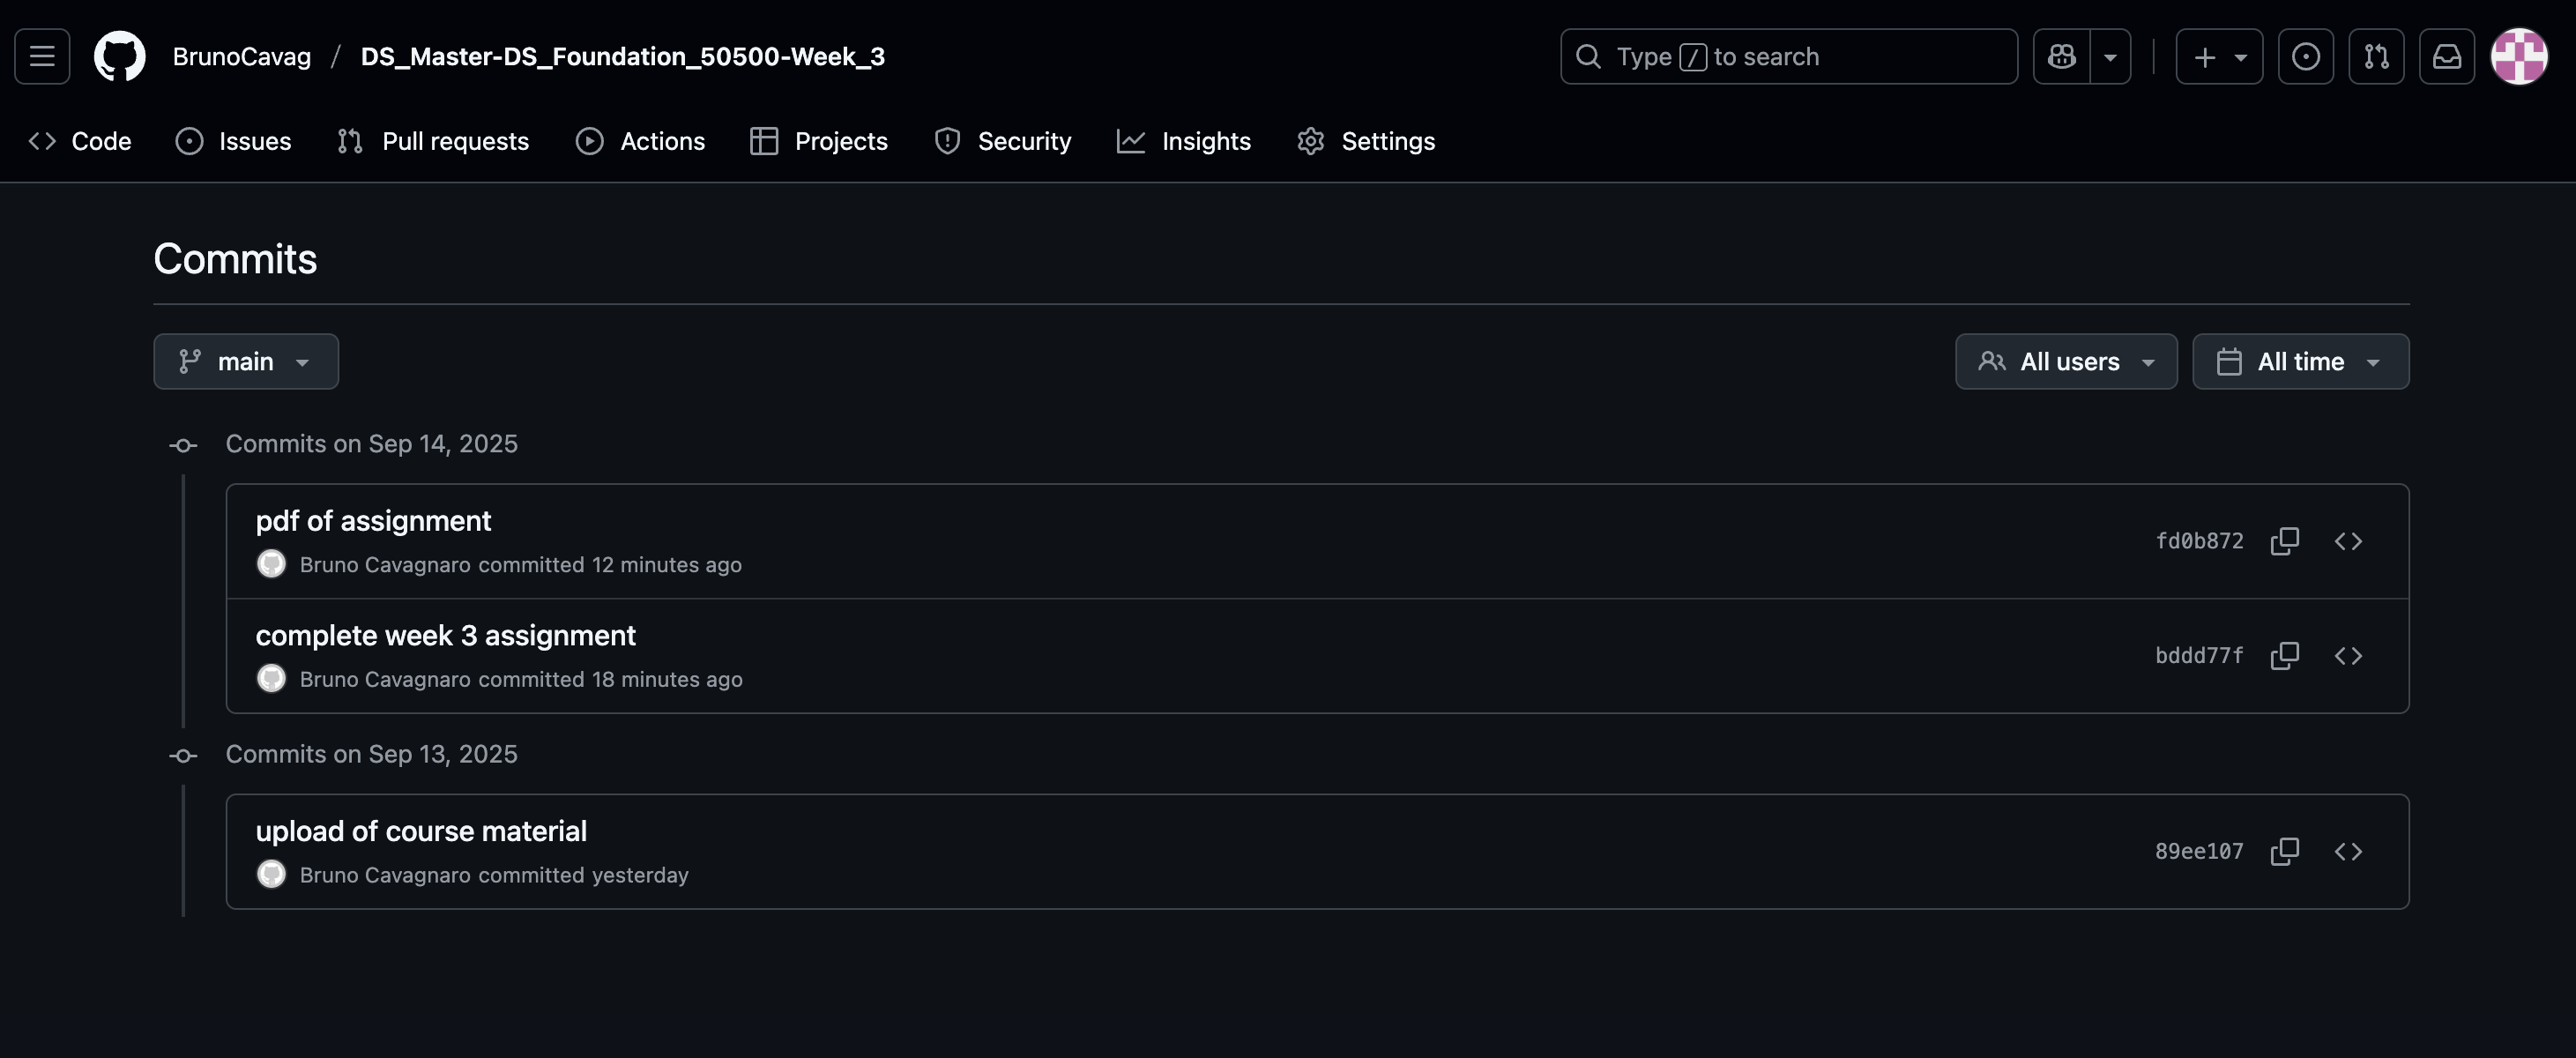 BrunoCavag / DS_Master-DS_Foundation_50500-Week_3
Type / to search
Code Issues Pull requests Actions Projects Security Insights Settings
Commits
main All users All time
Commits on Sep 14, 2025
pdf of assignment
Bruno Cavagnaro committed 12 minutes ago
fd0b872
complete week 3 assignment
Bruno Cavagnaro committed 18 minutes ago
bddd77f
Commits on Sep 13, 2025
upload of course material
Bruno Cavagnaro committed yesterday
89ee107